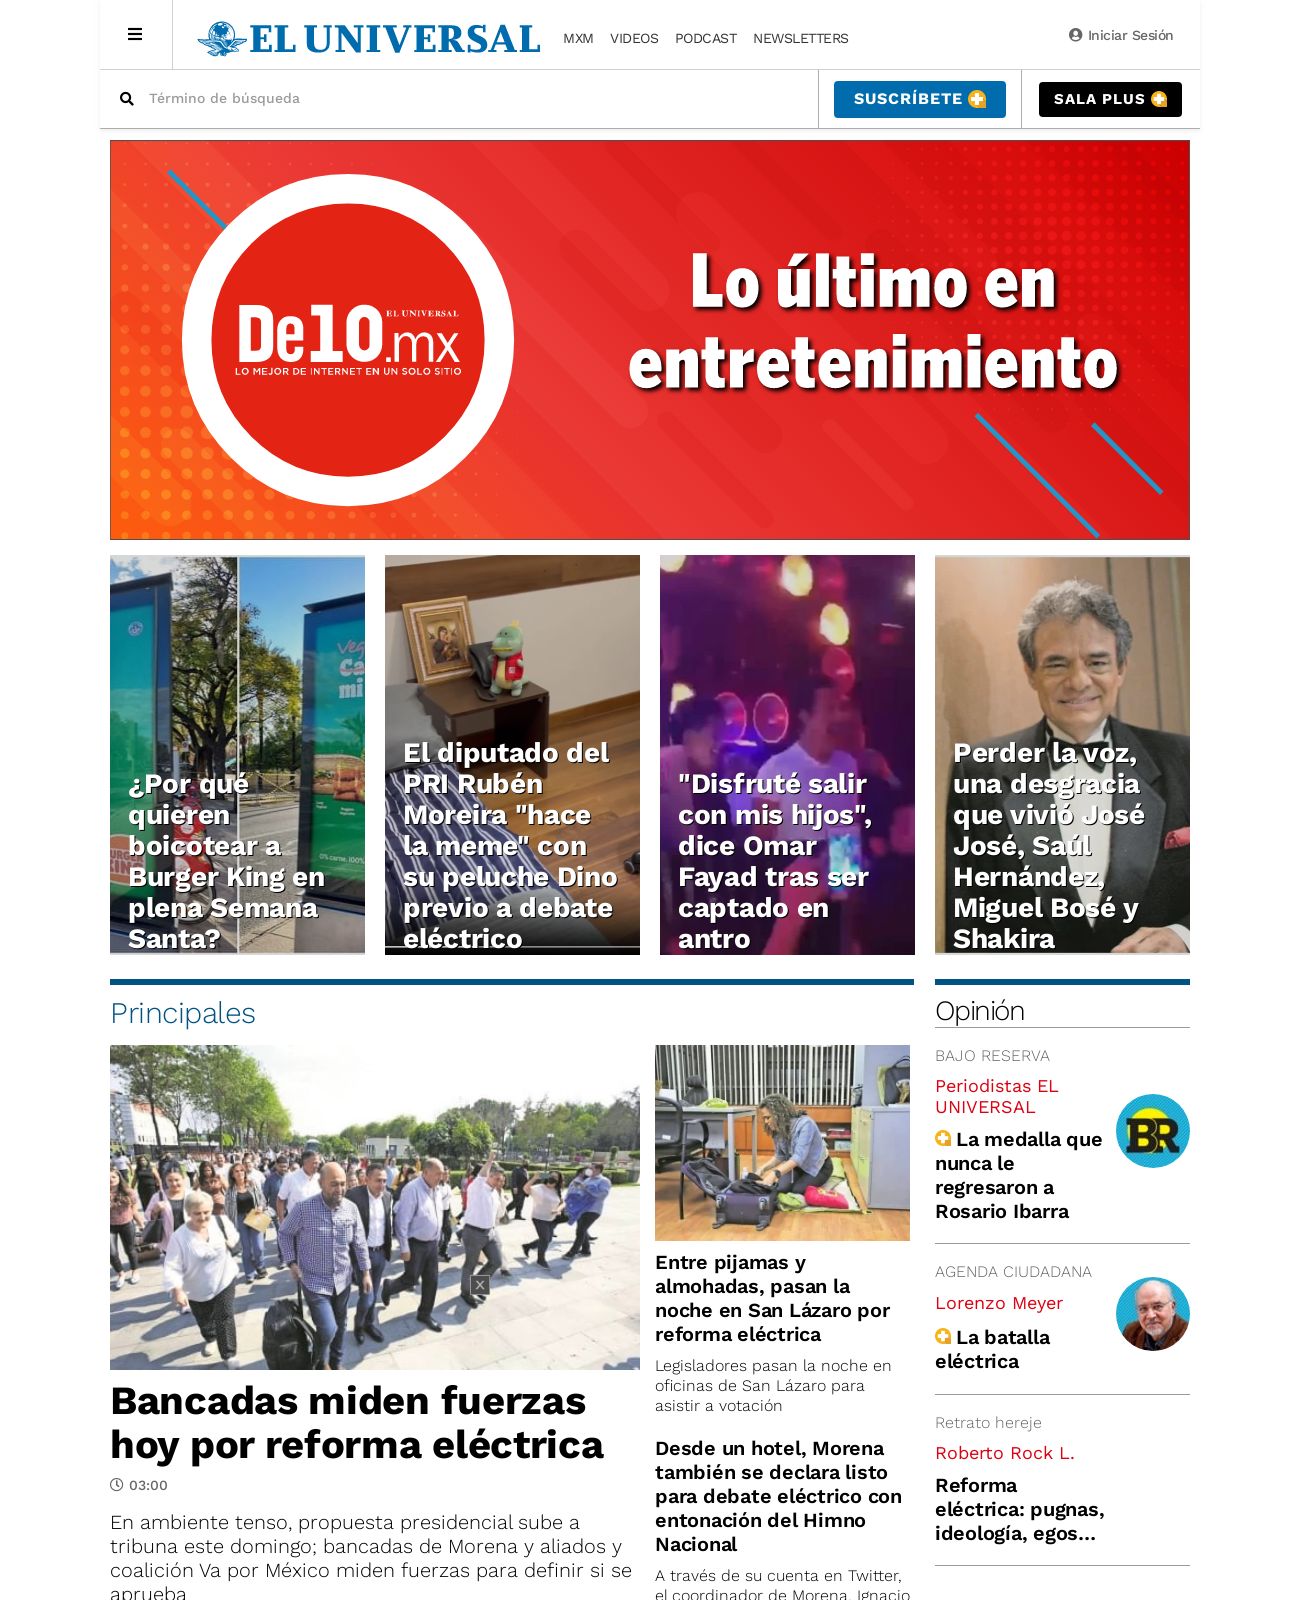 EL UNIVERSAL
MXM VIDEOS PODCAST NEWSLETTERS
Iniciar Sesión
Término de búsqueda
SUSCRÍBETE
SALA PLUS
De10.mx
EL UNIVERSAL
LO MEJOR DE INTERNET EN UN SOLO SITIO
Lo último en
entretenimiento
¿Por qué
quieren
boicotear a
Burger King en
plena Semana
Santa?
El diputado del
PRI Rubén
Moreira "hace
la meme" con
su peluche Dino
previo a debate
eléctrico
"Disfruté salir
con mis hijos",
dice Omar
Fayad tras ser
captado en
antro
Perder la voz,
una desgracia
que vivió José
José, Saúl
Hernández,
Miguel Bosé y
Shakira
Principales
Bancadas miden fuerzas
hoy por reforma eléctrica
03:00
En ambiente tenso, propuesta presidencial sube a
tribuna este domingo; bancadas de Morena y aliados y
coalición Va por México miden fuerzas para definir si se
aprueba
Entre pijamas y
almohadas, pasan la
noche en San Lázaro por
reforma eléctrica
Legisladores pasan la noche en
oficinas de San Lázaro para
asistir a votación
Desde un hotel, Morena
también se declara listo
para debate eléctrico con
entonación del Himno
Nacional
A través de su cuenta en Twitter,
el coordinador de Morena, Ignacio
Opinión
BAJO RESERVA
Periodistas EL
UNIVERSAL
La medalla que
nunca le
regresaron a
Rosario Ibarra
BR
AGENDA CIUDADANA
Lorenzo Meyer
La batalla
eléctrica
Retrato hereje
Roberto Rock L.
Reforma
eléctrica: pugnas,
ideología, egos...
X